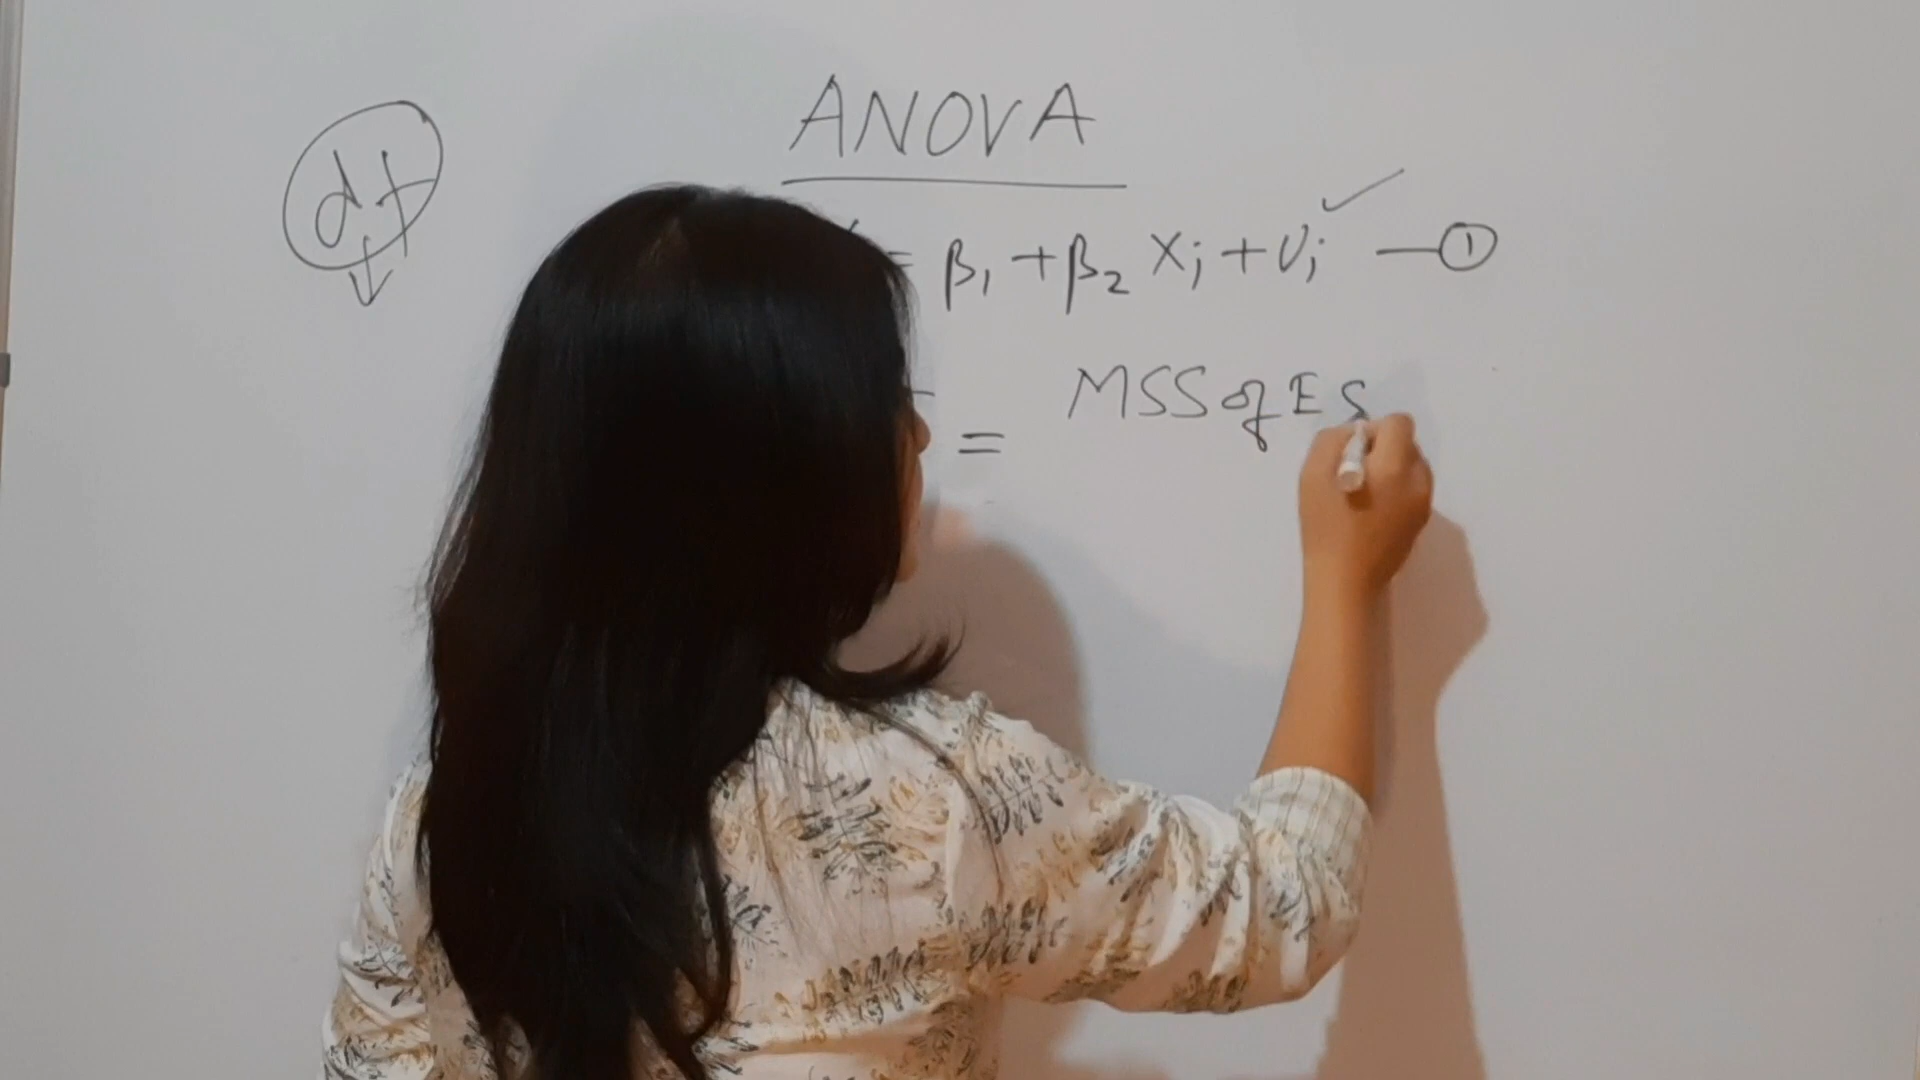 ANOVA
df
= β₁ + β₂ Xi + Ui ✓ — ①
= MSS of ES